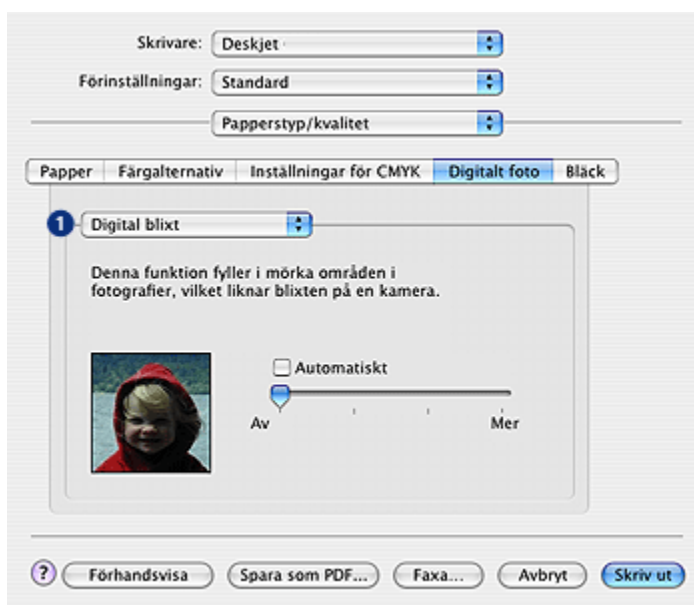 Skrivare: Deskjet
Förinställningar: Standard
Papperstyp/kvalitet
Papper Färgalternativ Inställningar för CMYK Digitalt foto Bläck
1 Digital blixt
Denna funktion fyller i mörka områden i
fotografier, vilket liknar blixten på en kamera.
Automatiskt
Av Mer
? Förhandsvisa Spara som PDF... Faxa... Avbryt Skriv ut